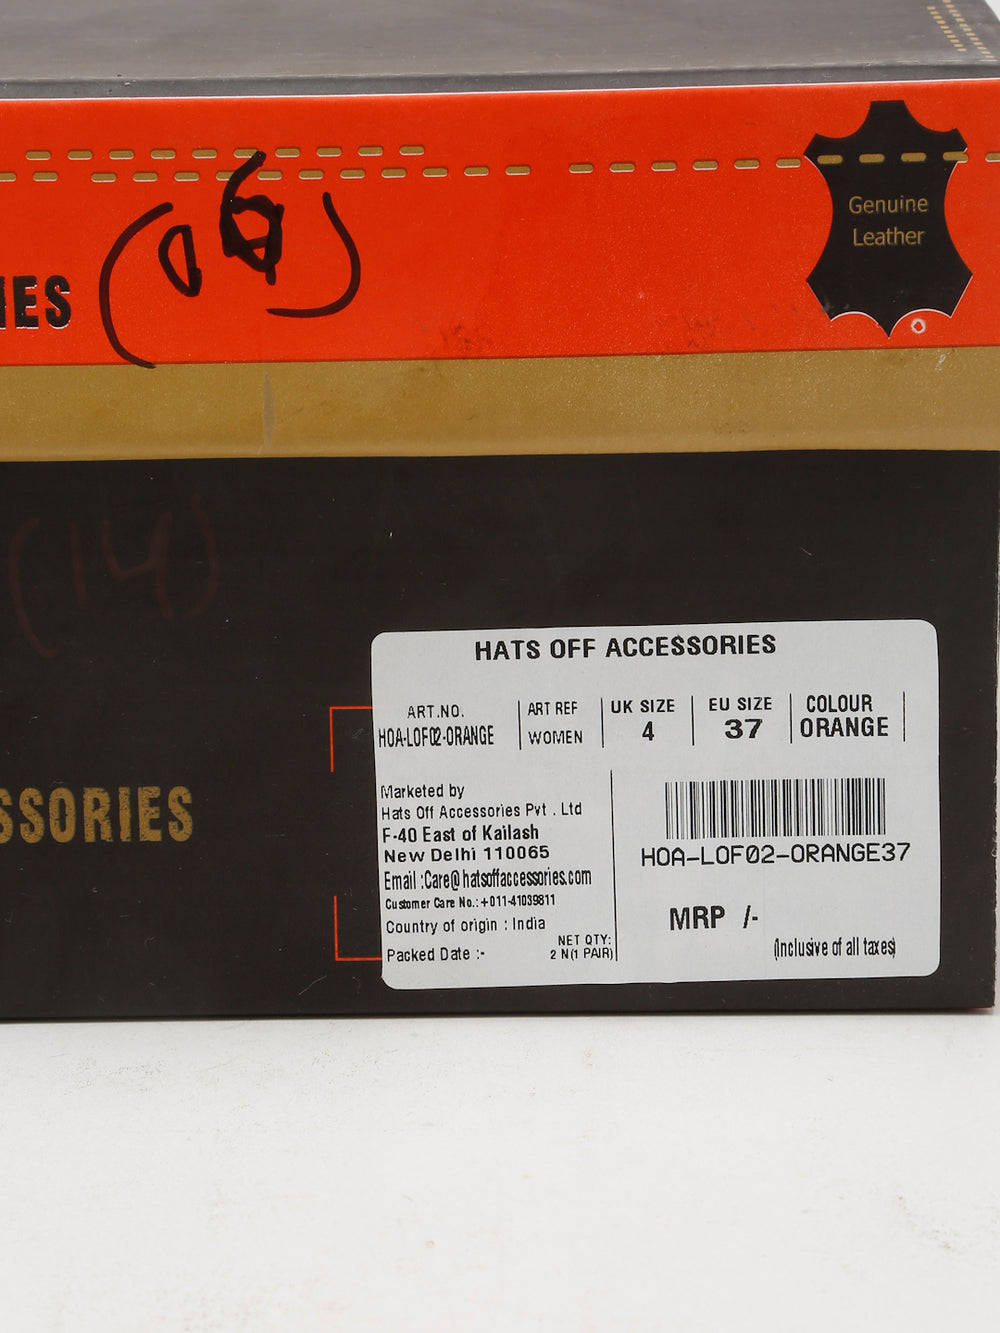 Genuine
Leather
IES
(06)
(14)
SSORIES
HATS OFF ACCESSORIES
ART.NO. ART REF UK SIZE EU SIZE COLOUR
HOA-LOF02-ORANGE WOMEN 4 37 ORANGE
Marketed by
Hats Off Accessories Pvt . Ltd
F-40 East of Kailash
New Delhi 110065
Email :Care@hatsoffaccessories.com
Customer Care No.: +011-41039811
Country of origin : India
Packed Date :-
NET QTY:
2 N(1 PAIR)
HOA-LOF02-ORANGE37
MRP /-
(Inclusive of all taxes)